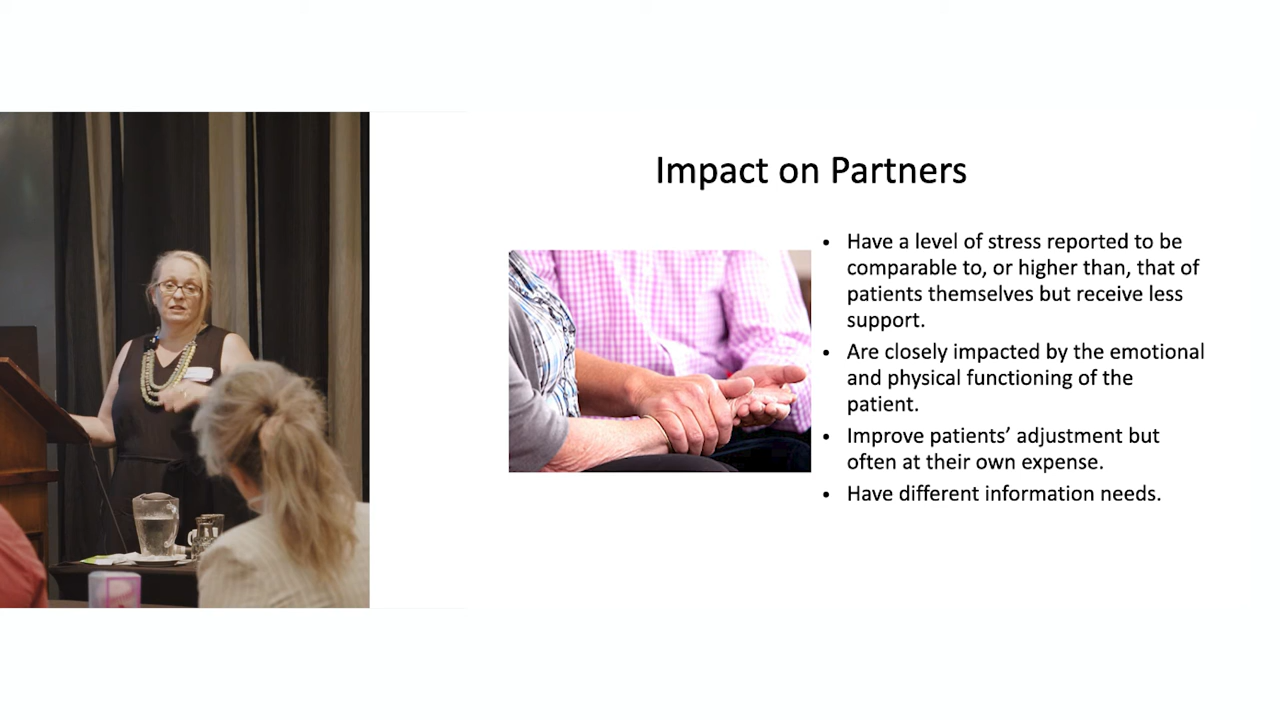 Impact on Partners
• Have a level of stress reported to be
comparable to, or higher than, that of
patients themselves but receive less
support.
• Are closely impacted by the emotional
and physical functioning of the
patient.
• Improve patients’ adjustment but
often at their own expense.
• Have different information needs.